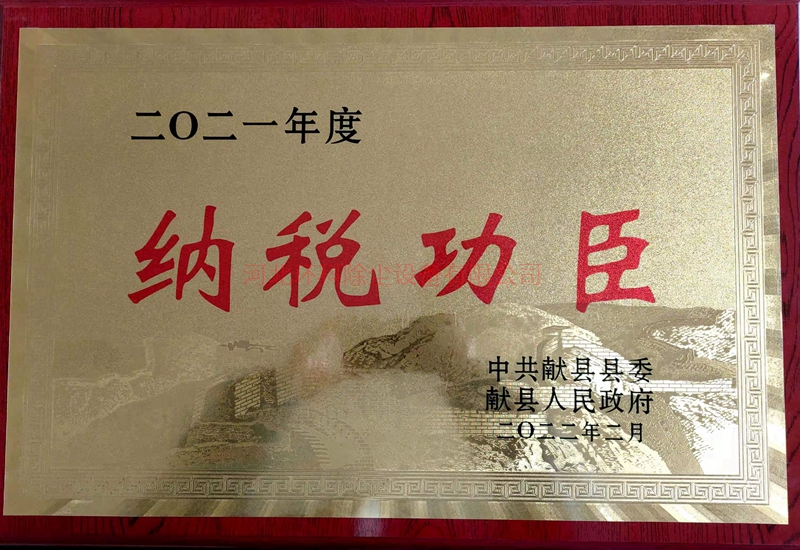 二〇二一年度
纳税功臣
中共献县县委
献县人民政府
二〇二二年二月